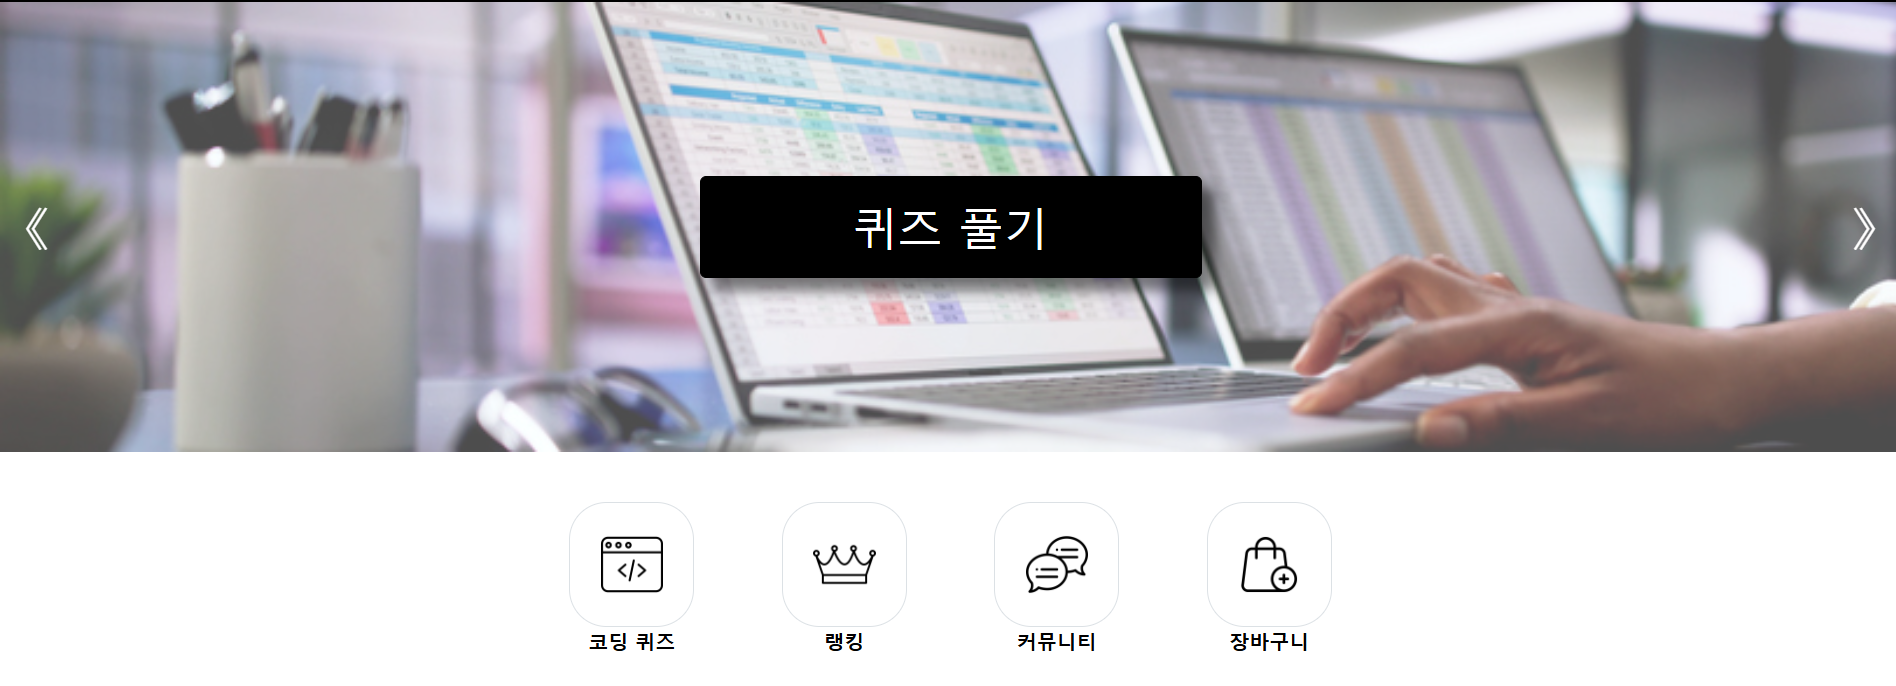 퀴즈 풀기
코딩 퀴즈
랭킹
커뮤니티
장바구니